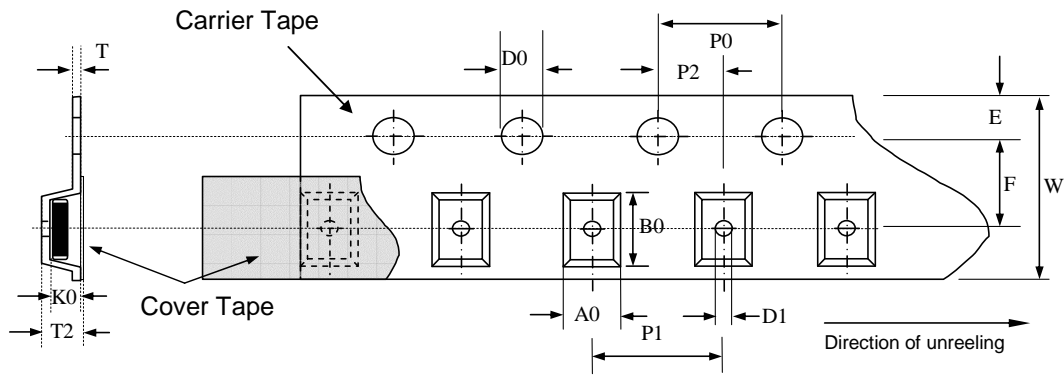 Carrier Tape
T
D0
P0
P2
E
F
W
B0
K0
Cover Tape
T2
A0
P1
D1
Direction of unreeling